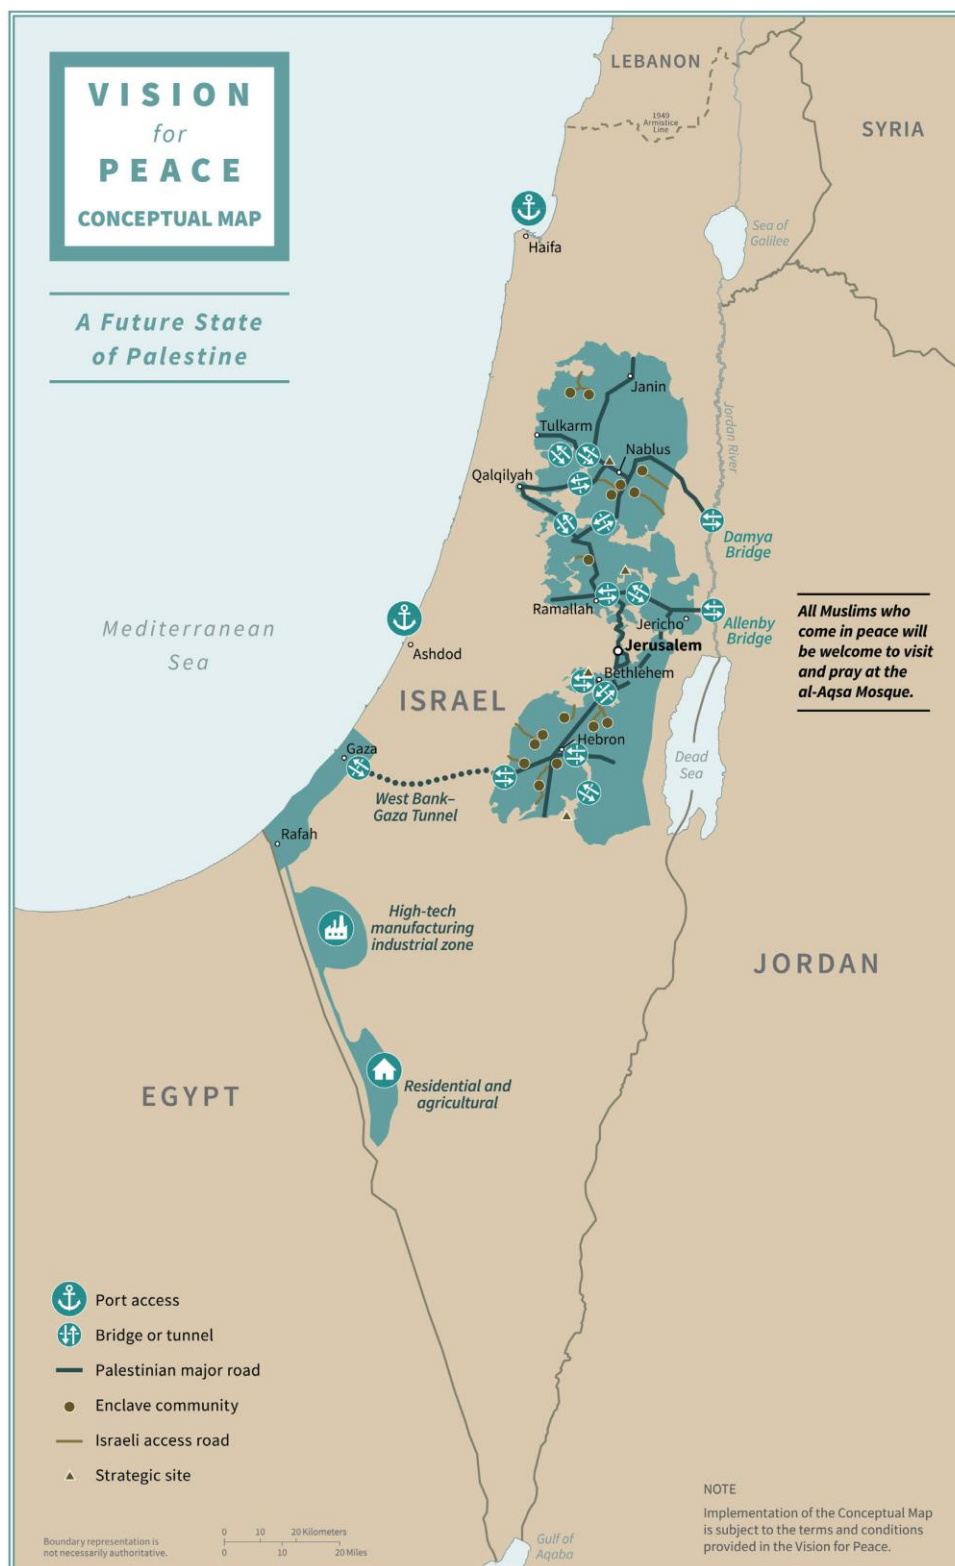 VISION
for
PEACE
CONCEPTUAL MAP
A Future State
of Palestine
LEBANON
1949
Armistice
Line
SYRIA
Sea of
Galilee
Haifa
Janin
Tulkarm
Nablus
Qalqilyah
Jordan River
Damya
Bridge
Ramallah
Jericho
Allenby
Bridge
Jerusalem
Bethlehem
Mediterranean
Sea
Ashdod
ISRAEL
All Muslims who
come in peace will
be welcome to visit
and pray at the
al-Aqsa Mosque.
Gaza
Hebron
Dead
Sea
West Bank–
Gaza Tunnel
Rafah
High-tech
manufacturing
industrial zone
JORDAN
EGYPT
Residential and
agricultural
Port access
Bridge or tunnel
Palestinian major road
Enclave community
Israeli access road
Strategic site
Boundary representation is
not necessarily authoritative.
0 10 20 Kilometers
0 10 20 Miles
Gulf of
Aqaba
NOTE
Implementation of the Conceptual Map
is subject to the terms and conditions
provided in the Vision for Peace.